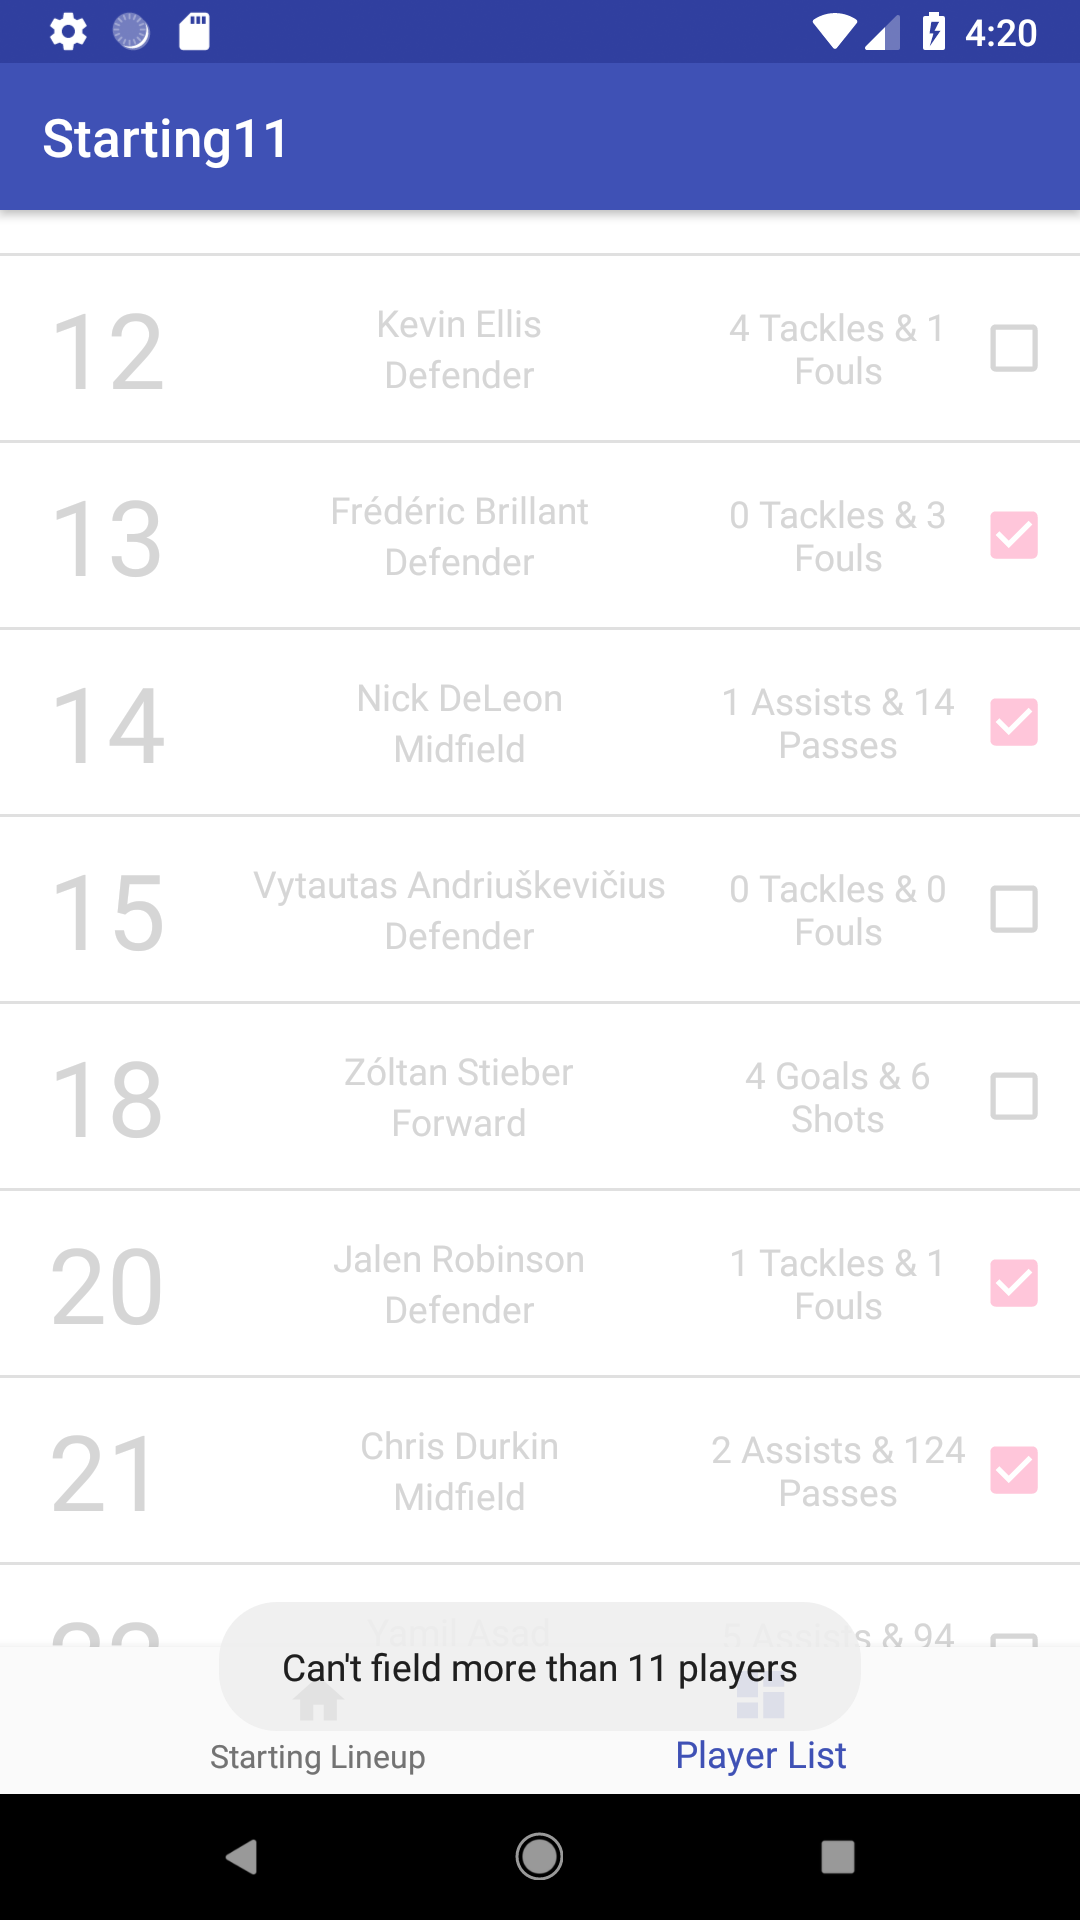 4:20
Starting11
12
Kevin Ellis
Defender
4 Tackles & 1
Fouls
13
Frédéric Brillant
Defender
0 Tackles & 3
Fouls
14
Nick DeLeon
Midfield
1 Assists & 14
Passes
15
Vytautas Andriuškevičius
Defender
0 Tackles & 0
Fouls
18
Zóltan Stieber
Forward
4 Goals & 6
Shots
20
Jalen Robinson
Defender
1 Tackles & 1
Fouls
21
Chris Durkin
Midfield
2 Assists & 124
Passes
Yamil Asad
5 Assists & 94
Can't field more than 11 players
Starting Lineup
Player List